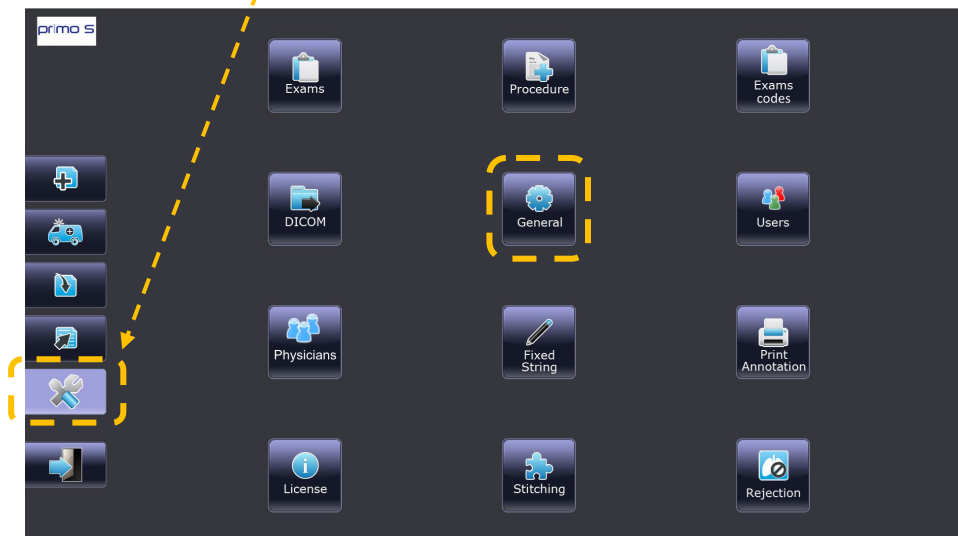 primo S
Exams
Procedure
Exams
codes
DICOM
General
Users
Physicians
Fixed
String
Print
Annotation
License
Stitching
Rejection